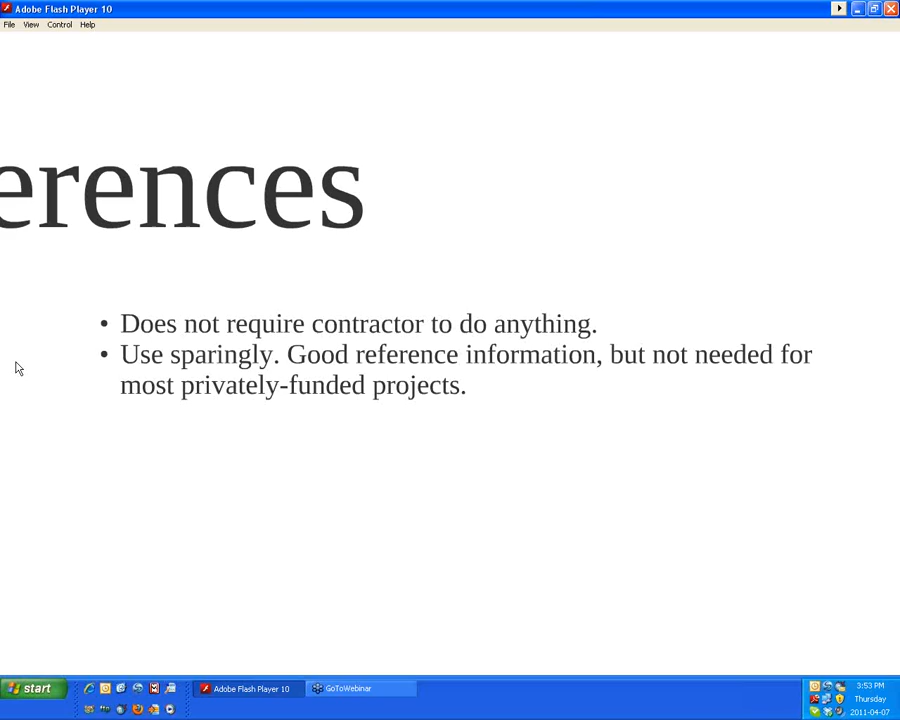 Adobe Flash Player 10
File View Control Help
erences
• Does not require contractor to do anything.
• Use sparingly. Good reference information, but not needed for
most privately-funded projects.
start
Adobe Flash Player 10
GoToWebinar
3:53 PM
Thursday
2011-04-07